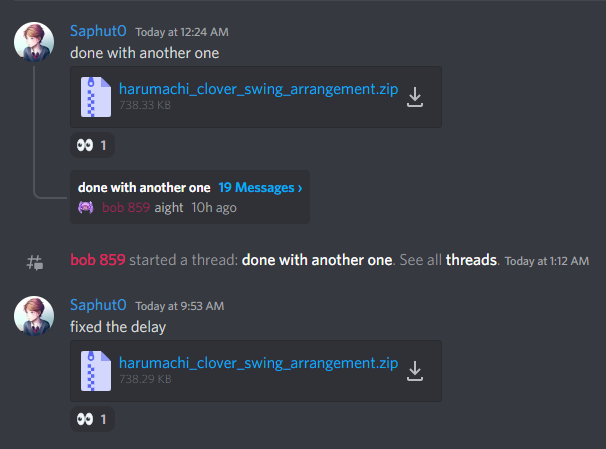 Saphut0 Today at 12:24 AM
done with another one
harumachi_clover_swing_arrangement.zip
738.33 KB
👀 1
done with another one 19 Messages ›
bob 859 aight 10h ago
bob 859 started a thread: done with another one. See all threads. Today at 1:12 AM
Saphut0 Today at 9:53 AM
fixed the delay
harumachi_clover_swing_arrangement.zip
738.29 KB
👀 1